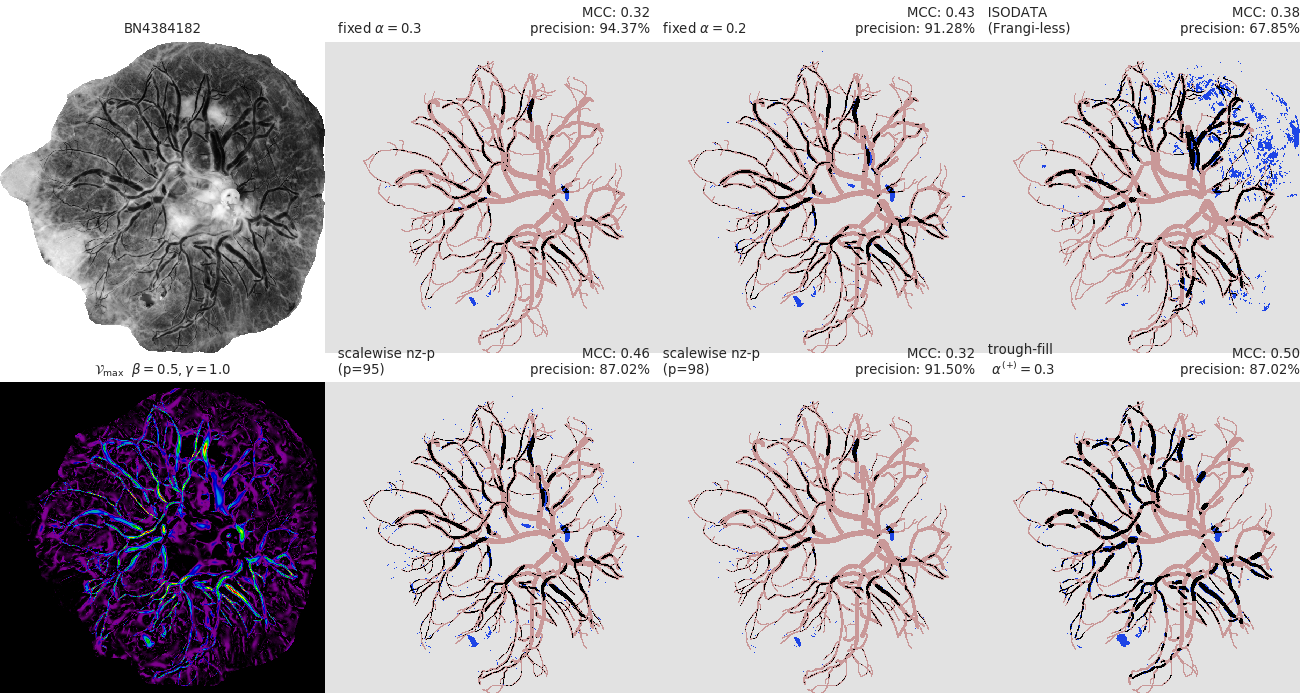 BN4384182
fixed α = 0.3
MCC: 0.32
precision: 94.37%
fixed α = 0.2
MCC: 0.43
precision: 91.28%
ISODATA
(Frangi-less)
MCC: 0.38
precision: 67.85%
𝒱max β = 0.5, γ = 1.0
scalewise nz-p
(p=95)
MCC: 0.46
precision: 87.02%
scalewise nz-p
(p=98)
MCC: 0.32
precision: 91.50%
trough-fill
α(+) = 0.3
MCC: 0.50
precision: 87.02%